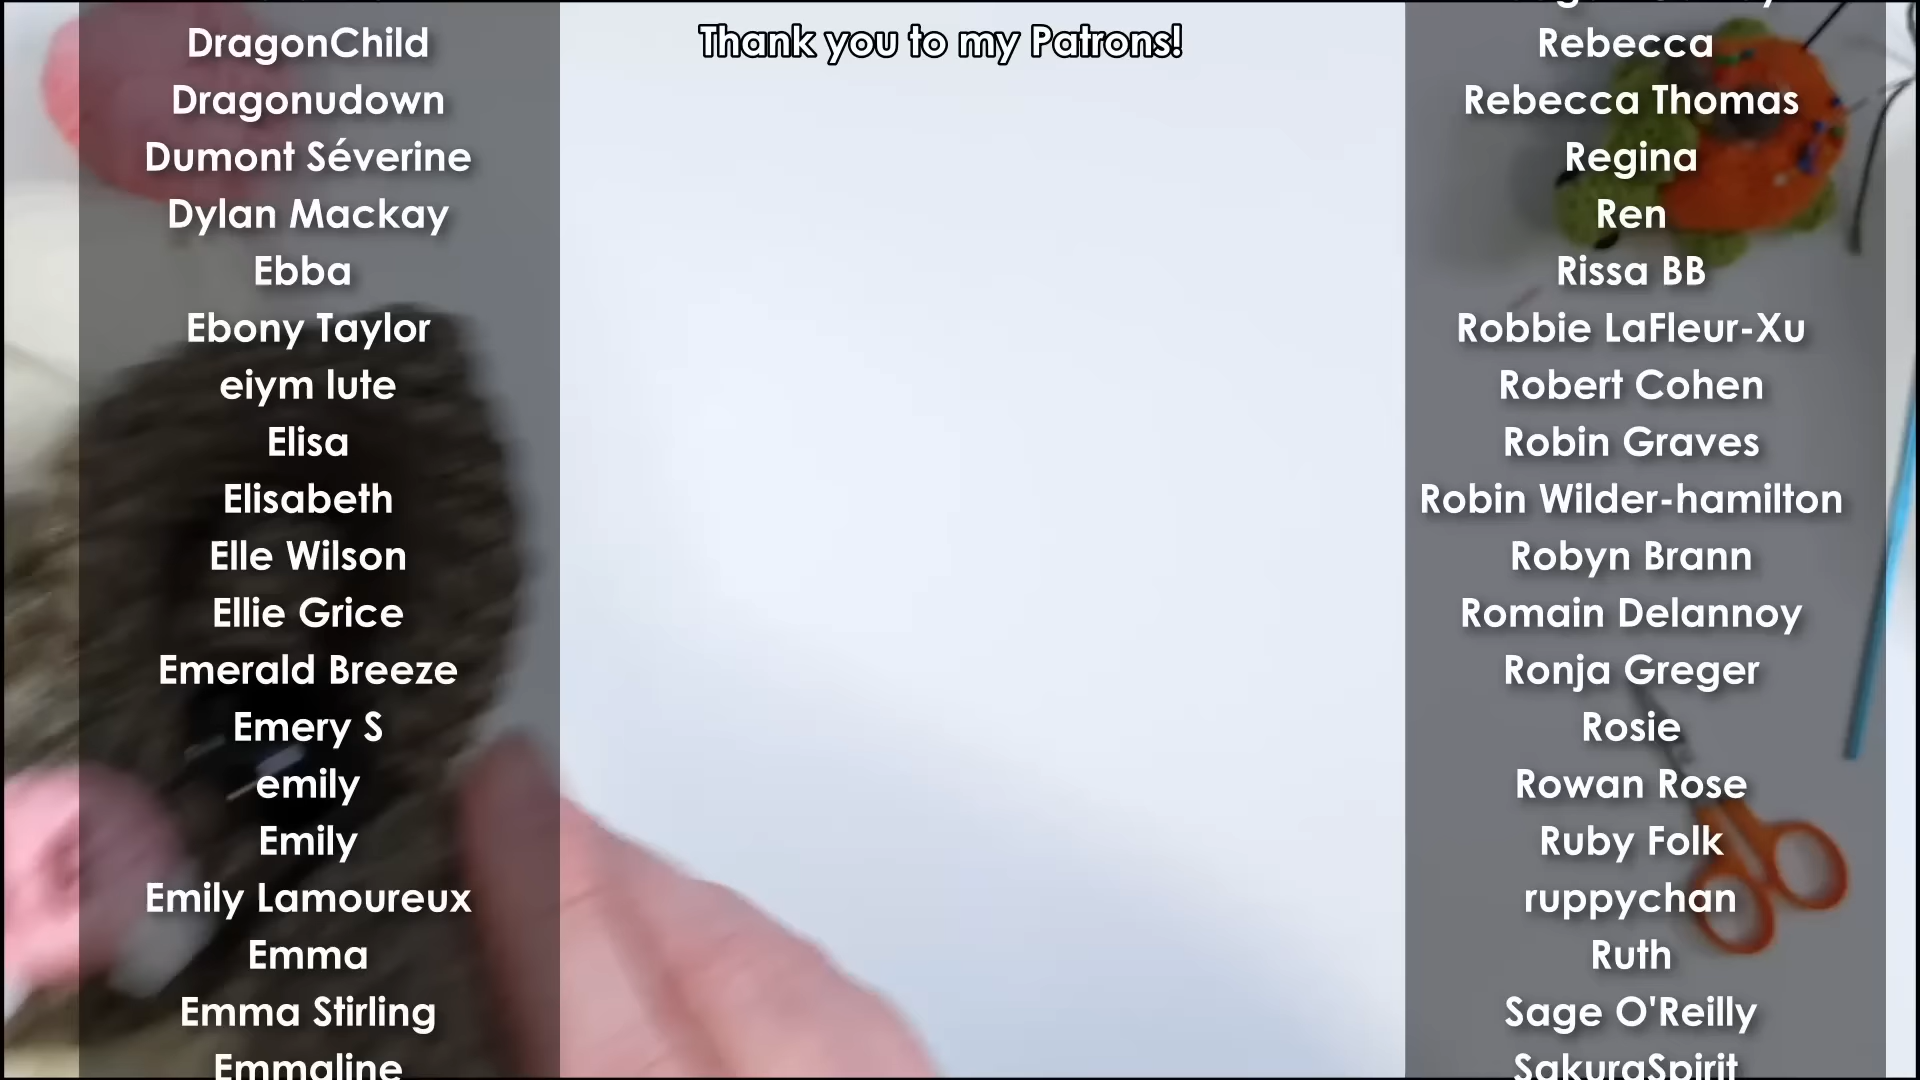 Thank you to my Patrons!
DragonChild
Dragonudown
Dumont Séverine
Dylan Mackay
Ebba
Ebony Taylor
eiym lute
Elisa
Elisabeth
Elle Wilson
Ellie Grice
Emerald Breeze
Emery S
emily
Emily
Emily Lamoureux
Emma
Emma Stirling
Emmaline
Rebecca
Rebecca Thomas
Regina
Ren
Rissa BB
Robbie LaFleur-Xu
Robert Cohen
Robin Graves
Robin Wilder-hamilton
Robyn Brann
Romain Delannoy
Ronja Greger
Rosie
Rowan Rose
Ruby Folk
ruppychan
Ruth
Sage O'Reilly
SakuraSpirit